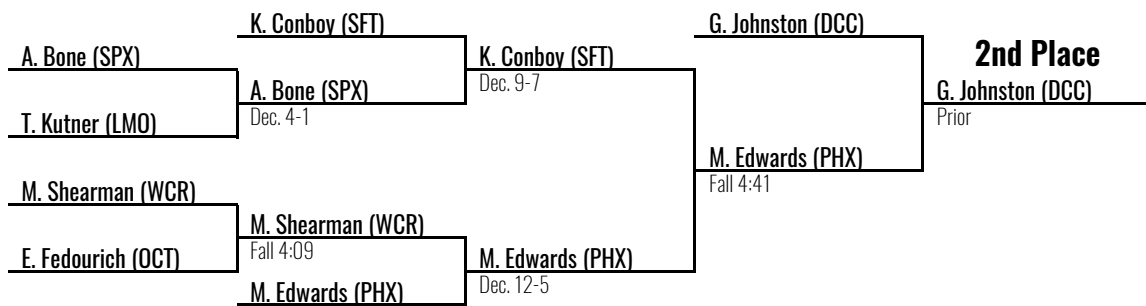 K. Conboy (SFT)
G. Johnston (DCC)
2nd Place
A. Bone (SPX)
K. Conboy (SFT)
Dec. 9-7
A. Bone (SPX)
Dec. 4-1
G. Johnston (DCC)
Prior
T. Kutner (LMO)
M. Edwards (PHX)
Fall 4:41
M. Shearman (WCR)
M. Shearman (WCR)
Fall 4:09
E. Fedourich (OCT)
M. Edwards (PHX)
Dec. 12-5
M. Edwards (PHX)